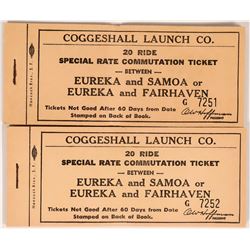 COGGESHALL LAUNCH CO.
20 RIDE
SPECIAL RATE COMMUTATION TICKET
— BETWEEN —
EUREKA and SAMOA or
EUREKA and FAIRHAVEN
G 7251
Tickets Not Good After 60 Days from Date
Stamped on Back of Book.
PRESIDENT
COGGESHALL LAUNCH CO.
20 RIDE
SPECIAL RATE COMMUTATION TICKET
— BETWEEN —
EUREKA and SAMOA or
EUREKA and FAIRHAVEN
G 7252
Tickets Not Good After 60 Days from Date
Stamped on Back of Book.
PRESIDENT